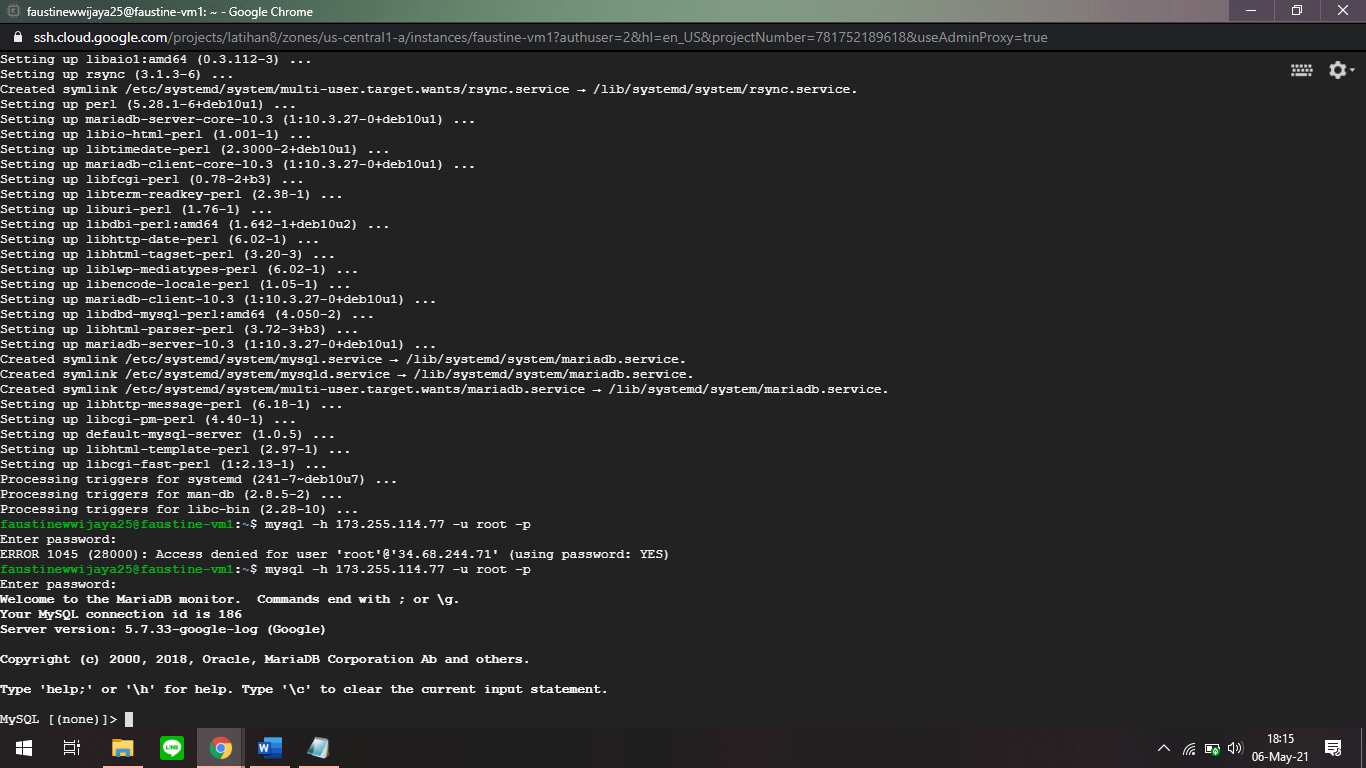 faustinewwijaya25@faustine-vm1: ~ - Google Chrome
ssh.cloud.google.com/projects/latihan8/zones/us-central1-a/instances/faustine-vm1?authuser=2&hl=en_US&projectNumber=781752189618&useAdminProxy=true
Setting up libaio1:amd64 (0.3.112-3) ...
Setting up rsync (3.1.3-6) ...
Created symlink /etc/systemd/system/multi-user.target.wants/rsync.service → /lib/systemd/system/rsync.service.
Setting up perl (5.28.1-6+deb10u1) ...
Setting up mariadb-server-core-10.3 (1:10.3.27-0+deb10u1) ...
Setting up libio-html-perl (1.001-1) ...
Setting up libtimedate-perl (2.3000-2+deb10u1) ...
Setting up mariadb-client-core-10.3 (1:10.3.27-0+deb10u1) ...
Setting up libfcgi-perl (0.78-2+b3) ...
Setting up libterm-readkey-perl (2.38-1) ...
Setting up liburi-perl (1.76-1) ...
Setting up libdbi-perl:amd64 (1.642-1+deb10u2) ...
Setting up libhttp-date-perl (6.02-1) ...
Setting up libhtml-tagset-perl (3.20-3) ...
Setting up liblwp-mediatypes-perl (6.02-1) ...
Setting up libencode-locale-perl (1.05-1) ...
Setting up mariadb-client-10.3 (1:10.3.27-0+deb10u1) ...
Setting up libdbd-mysql-perl:amd64 (4.050-2) ...
Setting up libhtml-parser-perl (3.72-3+b3) ...
Setting up mariadb-server-10.3 (1:10.3.27-0+deb10u1) ...
Created symlink /etc/systemd/system/mysql.service → /lib/systemd/system/mariadb.service.
Created symlink /etc/systemd/system/mysqld.service → /lib/systemd/system/mariadb.service.
Created symlink /etc/systemd/system/multi-user.target.wants/mariadb.service → /lib/systemd/system/mariadb.service.
Setting up libhttp-message-perl (6.18-1) ...
Setting up libcgi-pm-perl (4.40-1) ...
Setting up default-mysql-server (1.0.5) ...
Setting up libhtml-template-perl (2.97-1) ...
Setting up libcgi-fast-perl (1:2.13-1) ...
Processing triggers for systemd (241-7~deb10u7) ...
Processing triggers for man-db (2.8.5-2) ...
Processing triggers for libc-bin (2.28-10) ...
faustinewwijaya25@faustine-vm1:~$ mysql -h 173.255.114.77 -u root -p
Enter password:
ERROR 1045 (28000): Access denied for user 'root'@'34.68.244.71' (using password: YES)
faustinewwijaya25@faustine-vm1:~$ mysql -h 173.255.114.77 -u root -p
Enter password:
Welcome to the MariaDB monitor.  Commands end with ; or \g.
Your MySQL connection id is 186
Server version: 5.7.33-google-log (Google)
Copyright (c) 2000, 2018, Oracle, MariaDB Corporation Ab and others.
Type 'help;' or '\h' for help. Type '\c' to clear the current input statement.
MySQL [(none)]>
LINE
W
18:15
06-May-21